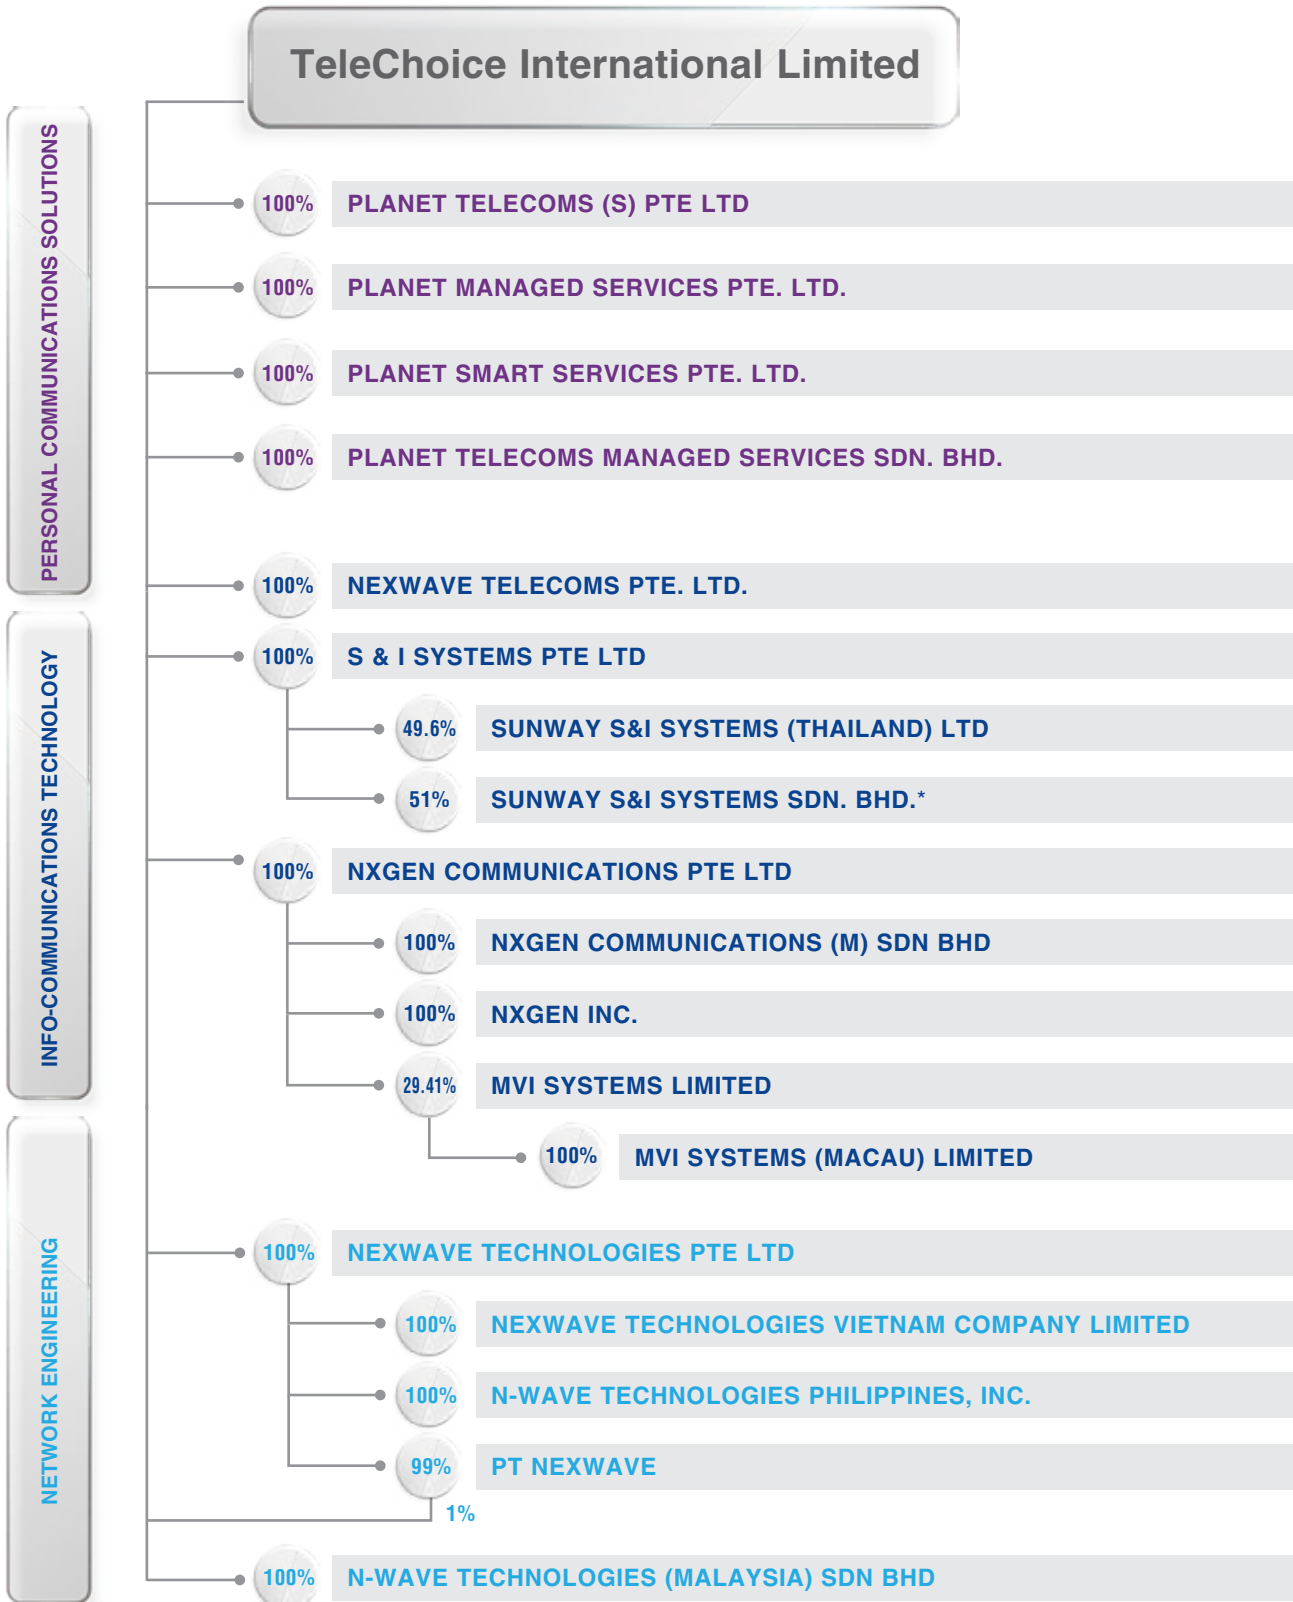 TeleChoice International Limited
PERSONAL COMMUNICATIONS SOLUTIONS
100% PLANET TELECOMS (S) PTE LTD
100% PLANET MANAGED SERVICES PTE. LTD.
100% PLANET SMART SERVICES PTE. LTD.
100% PLANET TELECOMS MANAGED SERVICES SDN. BHD.
INFO-COMMUNICATIONS TECHNOLOGY
100% NEXWAVE TELECOMS PTE. LTD.
100% S & I SYSTEMS PTE LTD
49.6% SUNWAY S&I SYSTEMS (THAILAND) LTD
51% SUNWAY S&I SYSTEMS SDN. BHD.*
100% NXGEN COMMUNICATIONS PTE LTD
100% NXGEN COMMUNICATIONS (M) SDN BHD
100% NXGEN INC.
29.41% MVI SYSTEMS LIMITED
100% MVI SYSTEMS (MACAU) LIMITED
NETWORK ENGINEERING
100% NEXWAVE TECHNOLOGIES PTE LTD
100% NEXWAVE TECHNOLOGIES VIETNAM COMPANY LIMITED
100% N-WAVE TECHNOLOGIES PHILIPPINES, INC.
99% PT NEXWAVE
1%
100% N-WAVE TECHNOLOGIES (MALAYSIA) SDN BHD